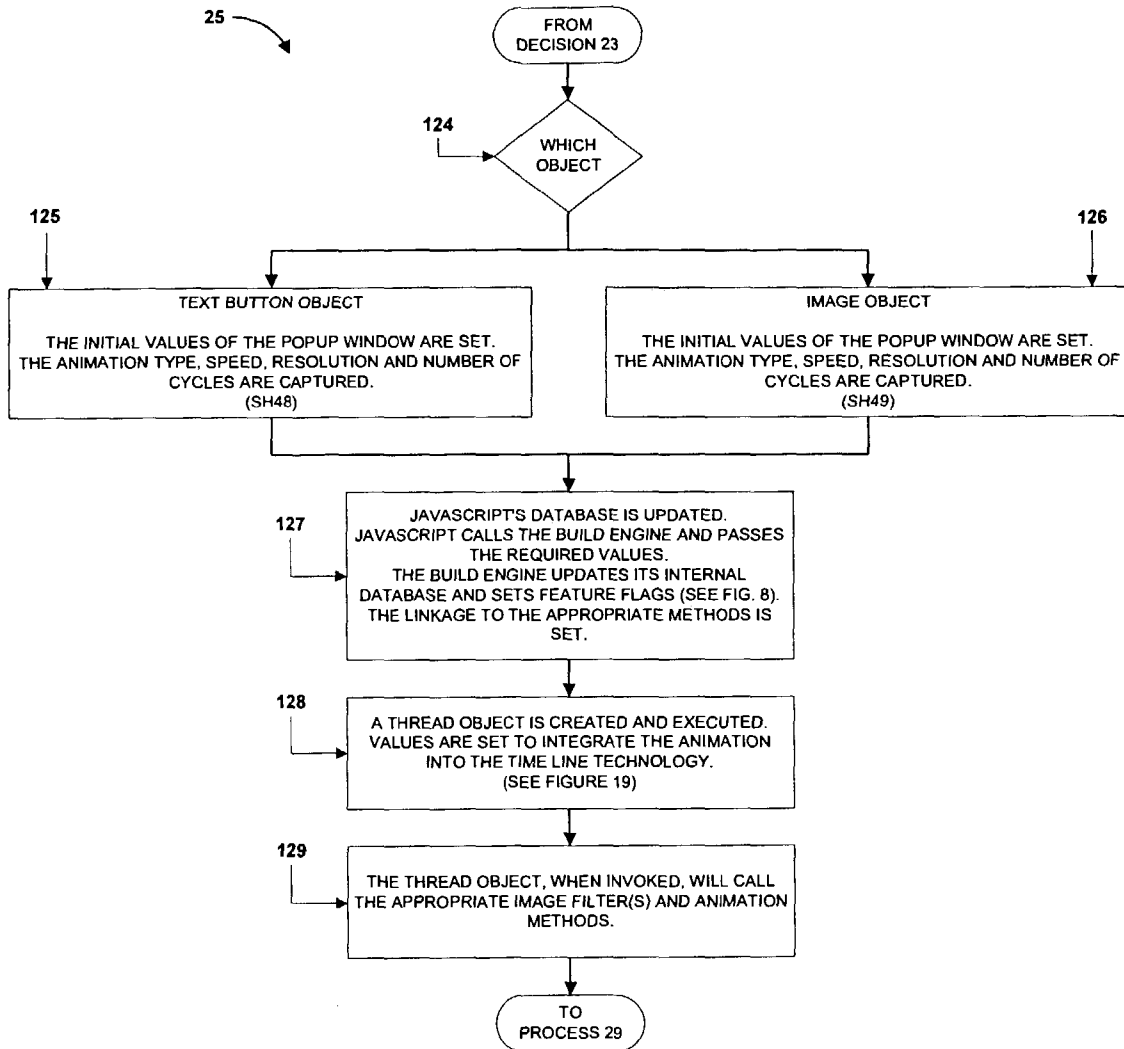 25
FROM
DECISION 23
124
WHICH
OBJECT
125
126
TEXT BUTTON OBJECT
THE INITIAL VALUES OF THE POPUP WINDOW ARE SET.
THE ANIMATION TYPE, SPEED, RESOLUTION AND NUMBER OF
CYCLES ARE CAPTURED.
(SH48)
IMAGE OBJECT
THE INITIAL VALUES OF THE POPUP WINDOW ARE SET.
THE ANIMATION TYPE, SPEED, RESOLUTION AND NUMBER OF
CYCLES ARE CAPTURED.
(SH49)
127
JAVASCRIPT'S DATABASE IS UPDATED.
JAVASCRIPT CALLS THE BUILD ENGINE AND PASSES
THE REQUIRED VALUES.
THE BUILD ENGINE UPDATES ITS INTERNAL
DATABASE AND SETS FEATURE FLAGS (SEE FIG. 8).
THE LINKAGE TO THE APPROPRIATE METHODS IS
SET.
128
A THREAD OBJECT IS CREATED AND EXECUTED.
VALUES ARE SET TO INTEGRATE THE ANIMATION
INTO THE TIME LINE TECHNOLOGY.
(SEE FIGURE 19)
129
THE THREAD OBJECT, WHEN INVOKED, WILL CALL
THE APPROPRIATE IMAGE FILTER(S) AND ANIMATION
METHODS.
TO
PROCESS 29